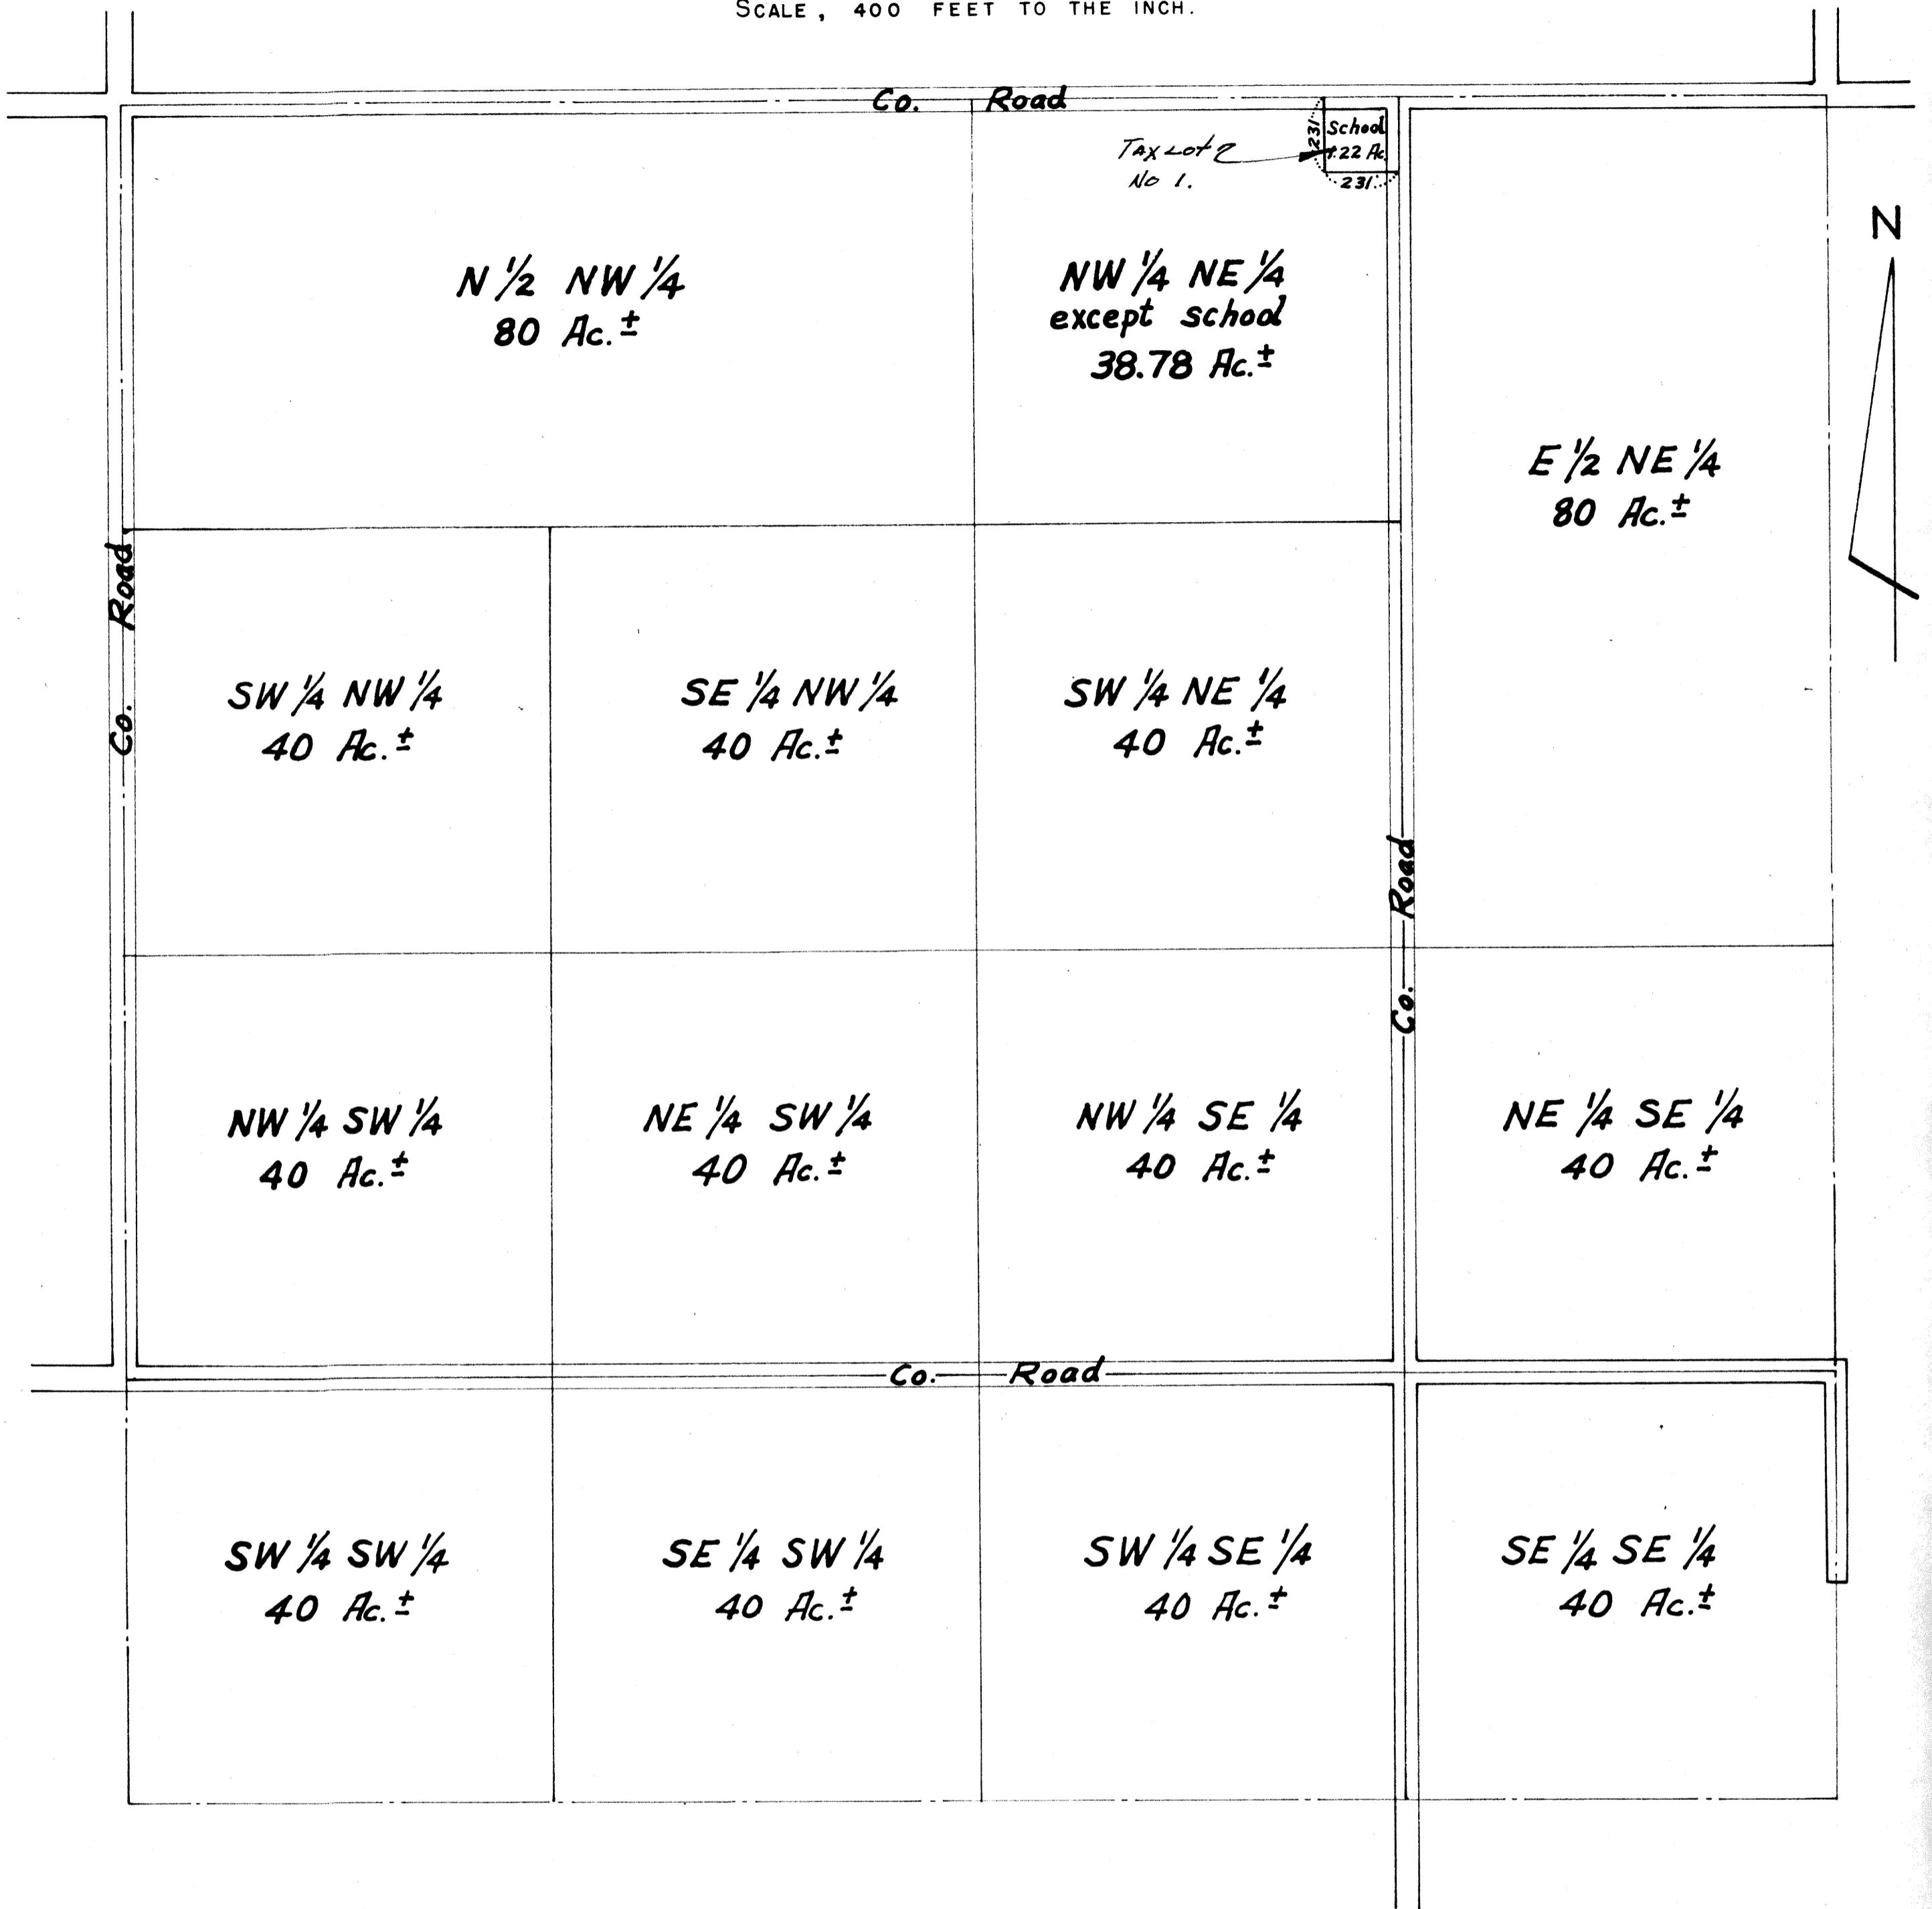 SCALE, 400 FEET TO THE INCH.
Co. Road
School
1.22 Ac.
231
231
TAX LOT
No 1.
N
N 1/2 NW 1/4
80 Ac.±
NW 1/4 NE 1/4
except school
38.78 Ac.±
E 1/2 NE 1/4
80 Ac.±
Co. Road
SW 1/4 NW 1/4
40 Ac.±
SE 1/4 NW 1/4
40 Ac.±
SW 1/4 NE 1/4
40 Ac.±
Co. Road
NW 1/4 SW 1/4
40 Ac.±
NE 1/4 SW 1/4
40 Ac.±
NW 1/4 SE 1/4
40 Ac.±
NE 1/4 SE 1/4
40 Ac.±
Co. Road
SW 1/4 SW 1/4
40 Ac.±
SE 1/4 SW 1/4
40 Ac.±
SW 1/4 SE 1/4
40 Ac.±
SE 1/4 SE 1/4
40 Ac.±